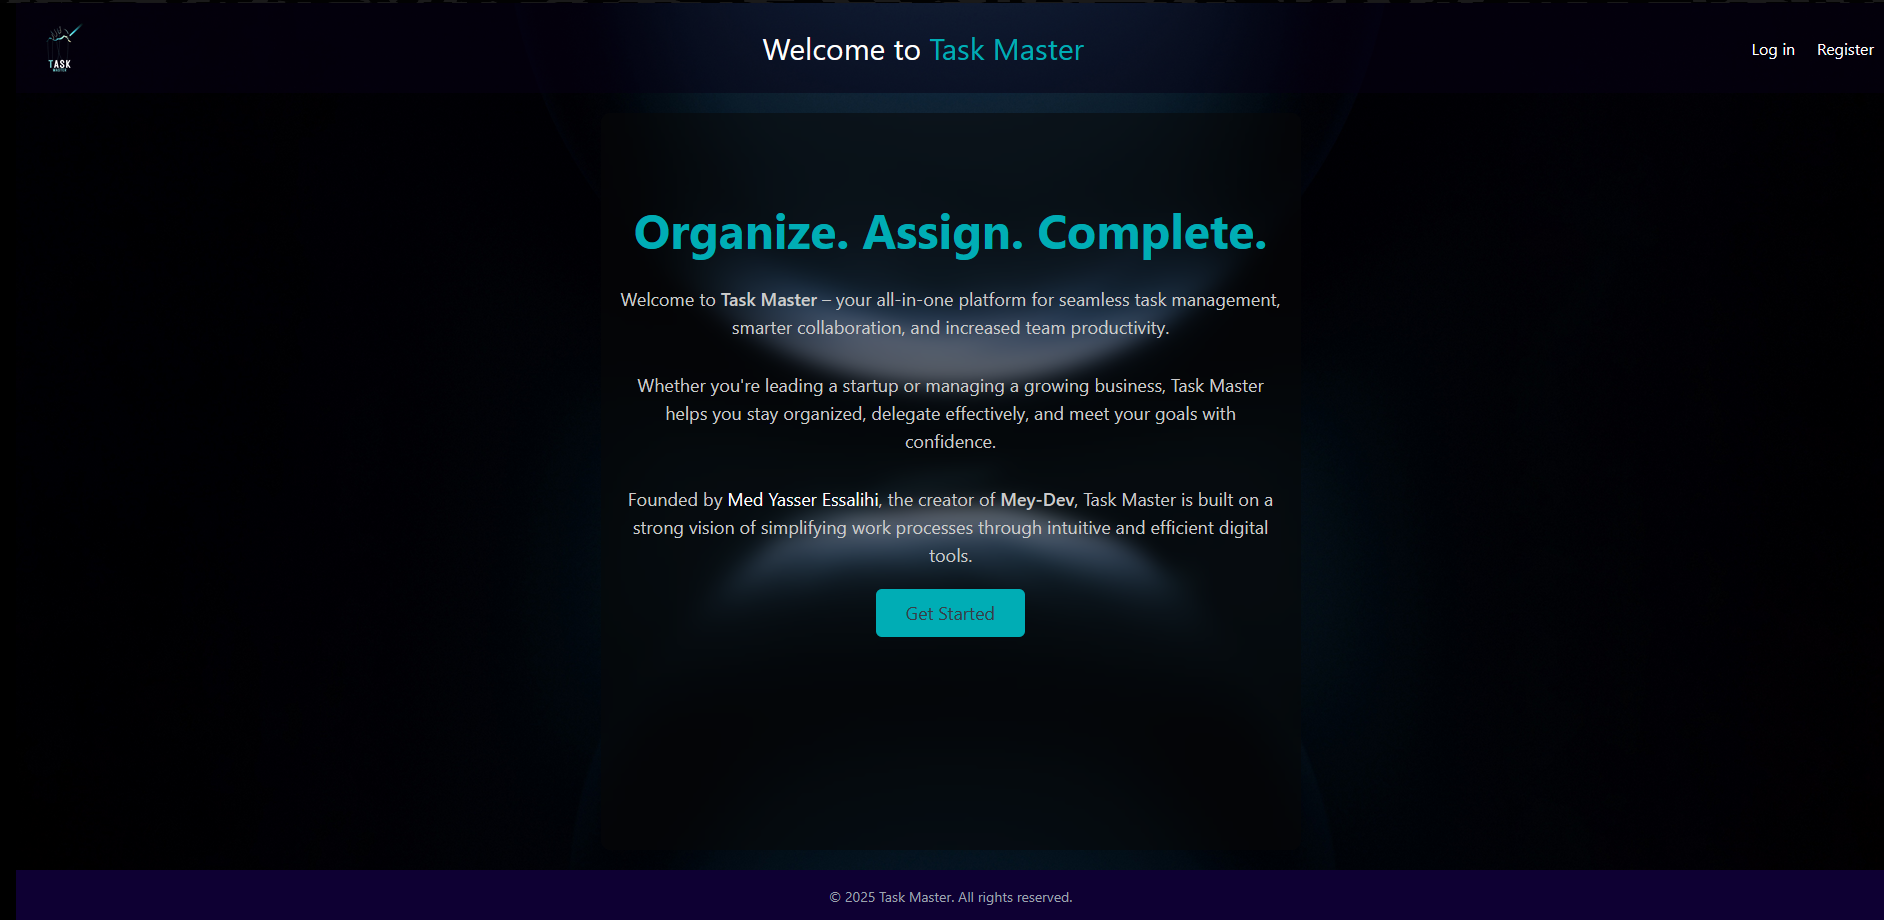 TASK
MASTER
Welcome to Task Master
Log in
Register
Organize. Assign. Complete.
Welcome to Task Master – your all-in-one platform for seamless task management,
smarter collaboration, and increased team productivity.
Whether you're leading a startup or managing a growing business, Task Master
helps you stay organized, delegate effectively, and meet your goals with
confidence.
Founded by Med Yasser Essalihi, the creator of Mey-Dev, Task Master is built on a
strong vision of simplifying work processes through intuitive and efficient digital
tools.
Get Started
© 2025 Task Master. All rights reserved.